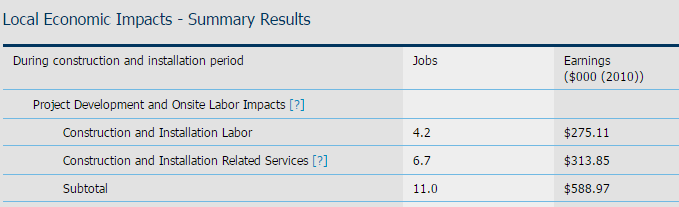 Local Economic Impacts - Summary Results
During construction and installation period Jobs Earnings
($000 (2010))
Project Development and Onsite Labor Impacts [?]
Construction and Installation Labor 4.2 $275.11
Construction and Installation Related Services [?] 6.7 $313.85
Subtotal 11.0 $588.97